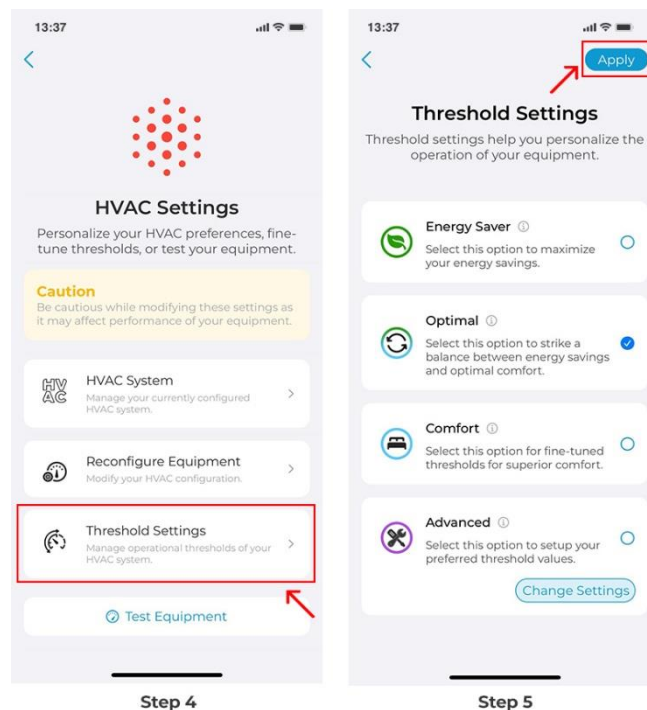 13:37
HVAC Settings
Personalize your HVAC preferences, fine-
tune thresholds, or test your equipment.
Caution
Be cautious while modifying these settings as
it may affect performance of your equipment.
HV
AC
HVAC System
Manage your currently configured
HVAC system.
Reconfigure Equipment
Modify your HVAC configuration.
Threshold Settings
Manage operational thresholds of your
HVAC system.
Test Equipment
Step 4
13:37
Apply
Threshold Settings
Threshold settings help you personalize the
operation of your equipment.
Energy Saver
Select this option to maximize
your energy savings.
Optimal
Select this option to strike a
balance between energy savings
and optimal comfort.
Comfort
Select this option for fine-tuned
thresholds for superior comfort.
Advanced
Select this option to setup your
preferred threshold values.
Change Settings
Step 5